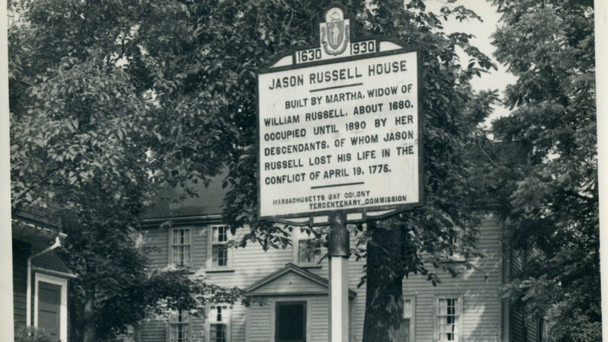 1630 1930
JASON RUSSELL HOUSE
BUILT BY MARTHA, WIDOW OF
WILLIAM RUSSELL, ABOUT 1680.
OCCUPIED UNTIL 1890 BY HER
DESCENDANTS, OF WHOM JASON
RUSSELL LOST HIS LIFE IN THE
CONFLICT OF APRIL 19, 1776.
MASSACHUSETTS BAY COLONY
TERCENTENARY COMMISSION